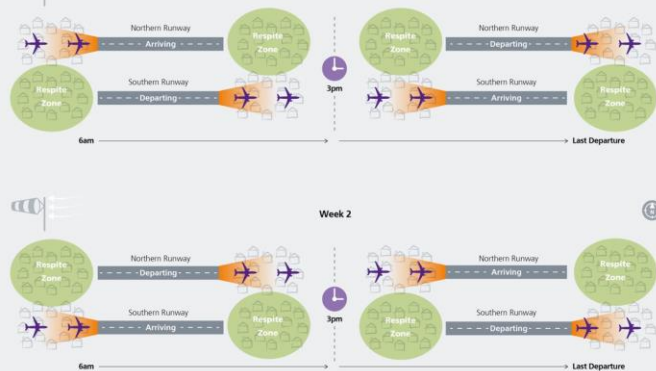 Northern Runway
Arriving
Respite
Zone
Respite
Zone
Northern Runway
Departing
Respite
Zone
Southern Runway
Departing
3pm
Southern Runway
Arriving
Respite
Zone
6am
Last Departure
Week 2
Respite
Zone
Northern Runway
Departing
Northern Runway
Arriving
Respite
Zone
Southern Runway
Arriving
Respite
Zone
3pm
Respite
Zone
Southern Runway
Departing
6am
Last Departure